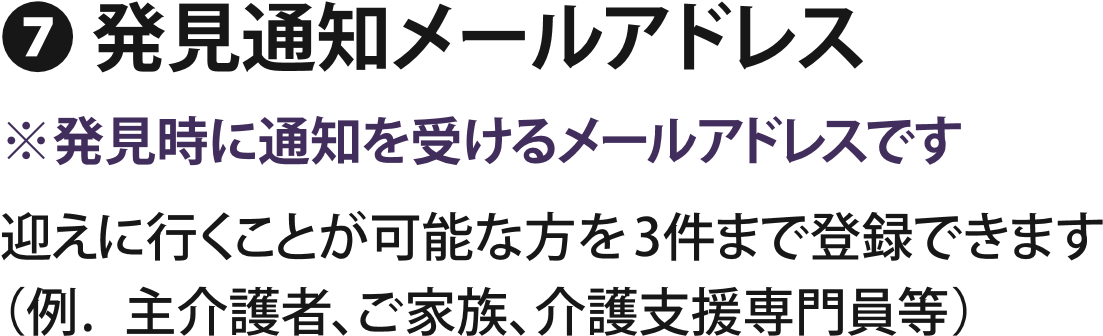 ❼ 発見通知メールアドレス
※発見時に通知を受けるメールアドレスです
迎えに行くことが可能な方を3件まで登録できます
（例．主介護者、ご家族、介護支援専門員等）